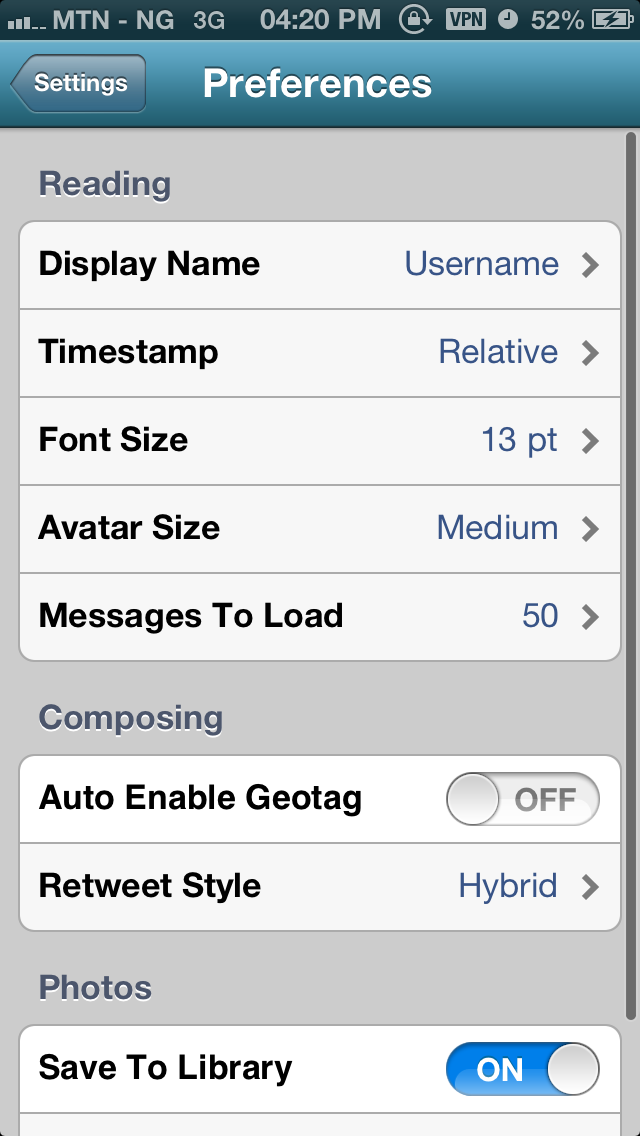 MTN - NG 3G 04:20 PM VPN 52%
Settings Preferences
Reading
Display Name Username
Timestamp Relative
Font Size 13 pt
Avatar Size Medium
Messages To Load 50
Composing
Auto Enable Geotag OFF
Retweet Style Hybrid
Photos
Save To Library ON